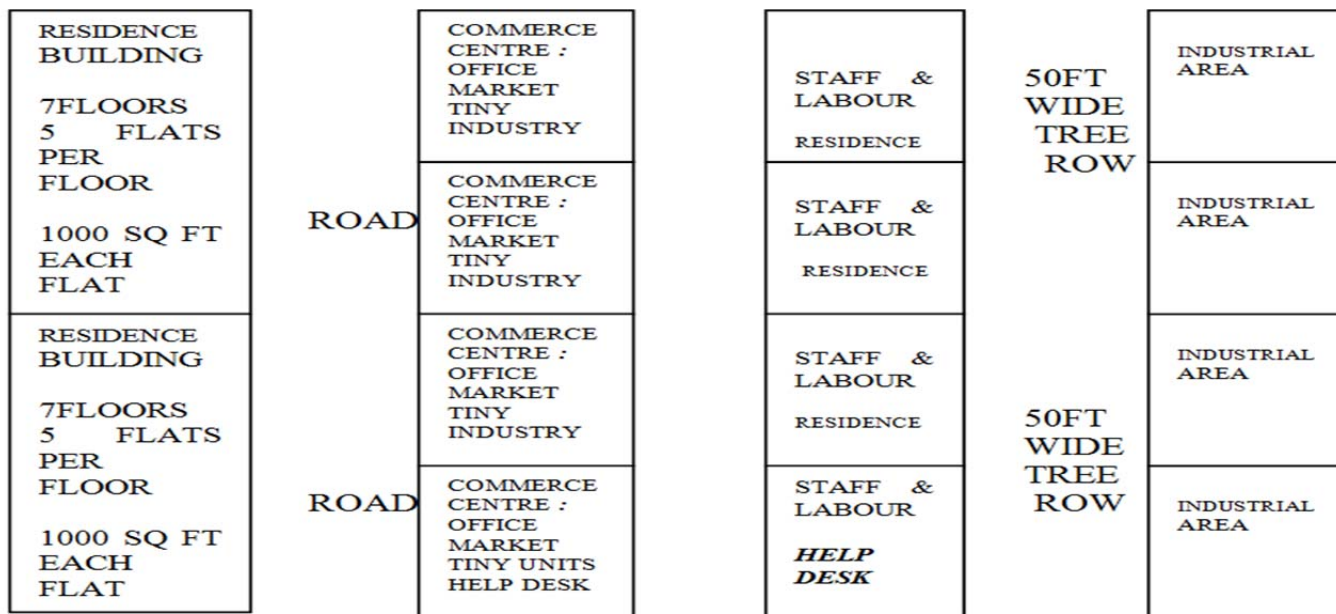 RESIDENCE
BUILDING
7FLOORS
5 FLATS
PER
FLOOR
1000 SQ FT
EACH
FLAT
RESIDENCE
BUILDING
7FLOORS
5 FLATS
PER
FLOOR
1000 SQ FT
EACH
FLAT
ROAD
ROAD
COMMERCE
CENTRE :
OFFICE
MARKET
TINY
INDUSTRY
COMMERCE
CENTRE :
OFFICE
MARKET
TINY
INDUSTRY
COMMERCE
CENTRE :
OFFICE
MARKET
TINY
INDUSTRY
COMMERCE
CENTRE :
OFFICE
MARKET
TINY UNITS
HELP DESK
STAFF &
LABOUR
RESIDENCE
STAFF &
LABOUR
RESIDENCE
STAFF &
LABOUR
RESIDENCE
STAFF &
LABOUR
HELP
DESK
50FT
WIDE
TREE
ROW
50FT
WIDE
TREE
ROW
INDUSTRIAL
AREA
INDUSTRIAL
AREA
INDUSTRIAL
AREA
INDUSTRIAL
AREA